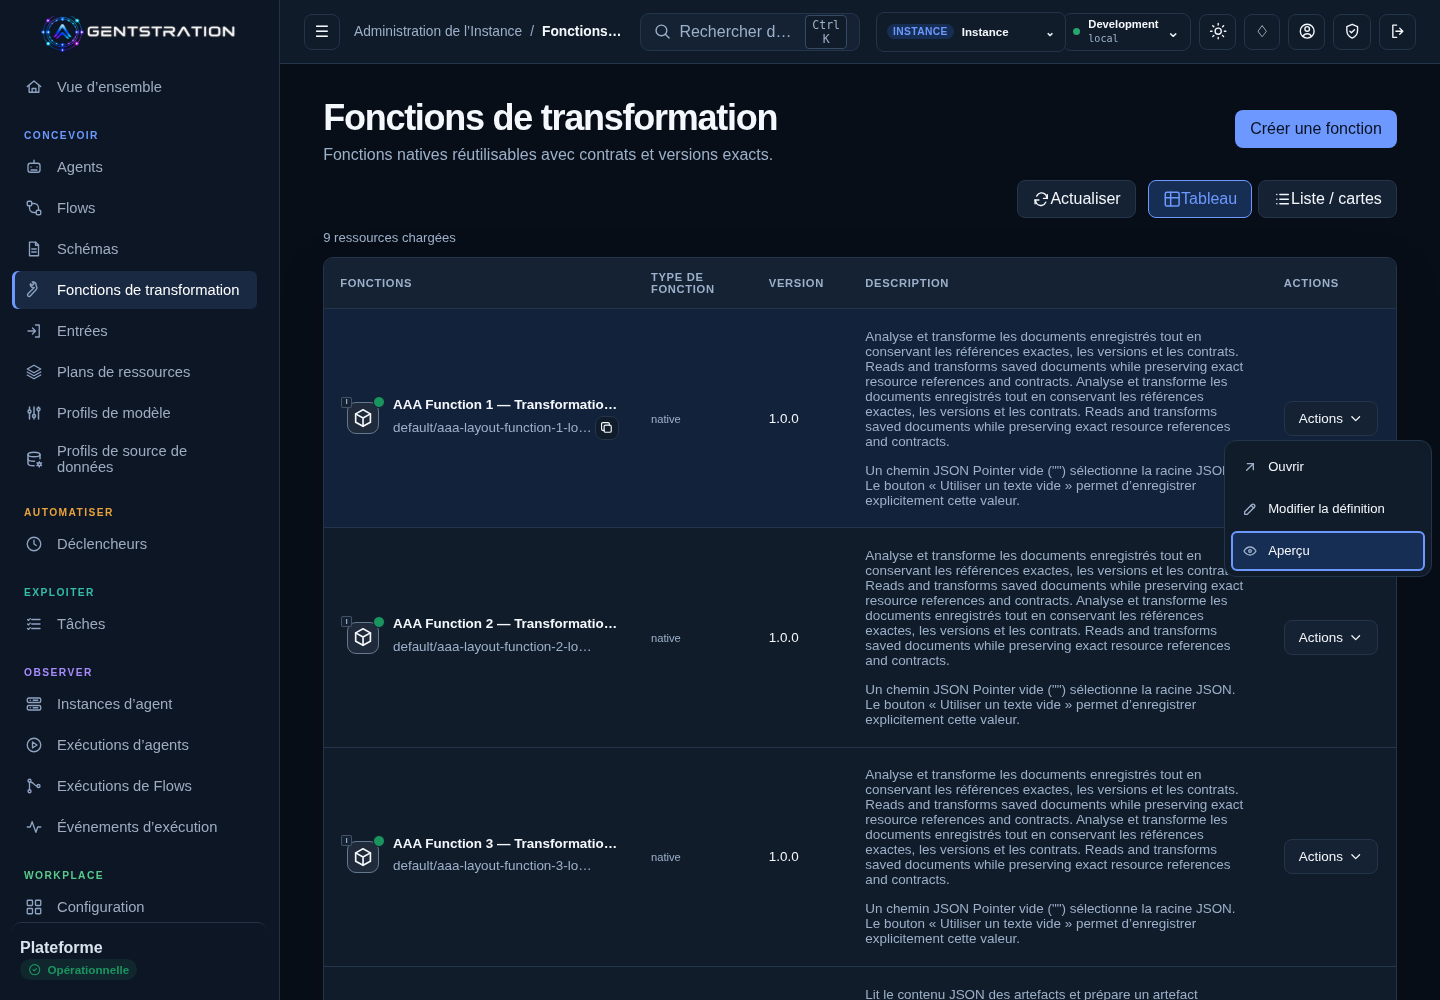 GENTSTRATION
Vue d’ensemble
CONCEVOIR
Agents
Flows
Schémas
Fonctions de transformation
Entrées
Plans de ressources
Profils de modèle
Profils de source de
données
AUTOMATISER
Déclencheurs
EXPLOITER
Tâches
OBSERVER
Instances d’agent
Exécutions d’agents
Exécutions de Flows
Événements d’exécution
WORKPLACE
Configuration
Plateforme
Opérationnelle
Administration de l’Instance / Fonctions…
Rechercher d… Ctrl
K
INSTANCE Instance
Development
local
Fonctions de transformation
Fonctions natives réutilisables avec contrats et versions exacts.
Créer une fonction
Actualiser Tableau Liste / cartes
9 ressources chargées
FONCTIONS TYPE DE
FONCTION VERSION DESCRIPTION ACTIONS
I
AAA Function 1 — Transformatio…
default/aaa-layout-function-1-lo…
native
1.0.0
Analyse et transforme les documents enregistrés tout en
conservant les références exactes, les versions et les contrats.
Reads and transforms saved documents while preserving exact
resource references and contracts. Analyse et transforme les
documents enregistrés tout en conservant les références
exactes, les versions et les contrats. Reads and transforms
saved documents while preserving exact resource references
and contracts.
Un chemin JSON Pointer vide ("") sélectionne la racine JSON
Le bouton « Utiliser un texte vide » permet d’enregistrer
explicitement cette valeur.
Actions
Ouvrir
Modifier la définition
Aperçu
I
AAA Function 2 — Transformatio…
default/aaa-layout-function-2-lo…
native
1.0.0
Analyse et transforme les documents enregistrés tout en
conservant les références exactes, les versions et les contrat
Reads and transforms saved documents while preserving exact
resource references and contracts. Analyse et transforme les
documents enregistrés tout en conservant les références
exactes, les versions et les contrats. Reads and transforms
saved documents while preserving exact resource references
and contracts.
Un chemin JSON Pointer vide ("") sélectionne la racine JSON.
Le bouton « Utiliser un texte vide » permet d’enregistrer
explicitement cette valeur.
Actions
I
AAA Function 3 — Transformatio…
default/aaa-layout-function-3-lo…
native
1.0.0
Analyse et transforme les documents enregistrés tout en
conservant les références exactes, les versions et les contrats.
Reads and transforms saved documents while preserving exact
resource references and contracts. Analyse et transforme les
documents enregistrés tout en conservant les références
exactes, les versions et les contrats. Reads and transforms
saved documents while preserving exact resource references
and contracts.
Un chemin JSON Pointer vide ("") sélectionne la racine JSON.
Le bouton « Utiliser un texte vide » permet d’enregistrer
explicitement cette valeur.
Actions
Lit le contenu JSON des artefacts et prépare un artefact